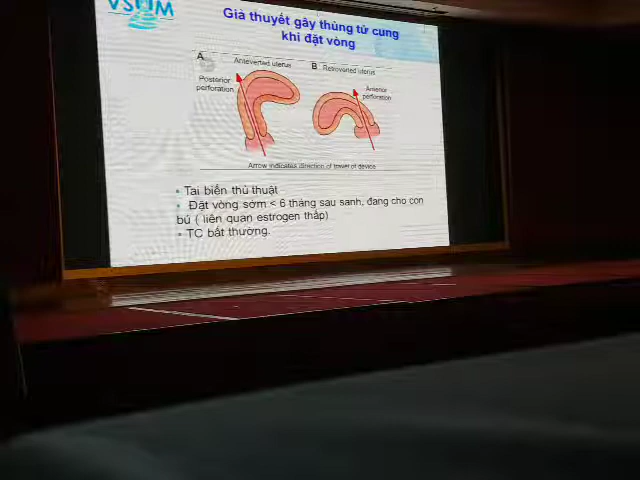 VSUM
Giả thuyết gây thủng tử cung
khi đặt vòng
A Anteverted uterus B Retroverted uterus
Posterior
perforation
Anterior
perforation
Arrow indicates direction of travel of device
• Tai biến thủ thuật
• Đặt vòng sớm < 6 tháng sau sanh, đang cho con
bú ( liên quan estrogen thấp)
• TC bất thường.